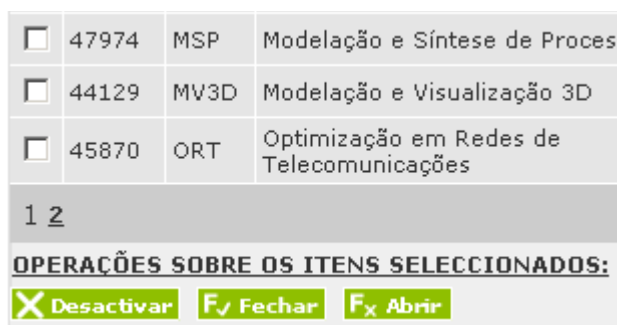 47974 MSP Modelação e Síntese de Proces
44129 MV3D Modelação e Visualização 3D
45870 ORT Optimização em Redes de
Telecomunicações
1 2
OPERAÇÕES SOBRE OS ITENS SELECCIONADOS:
Desactivar Fechar Abrir